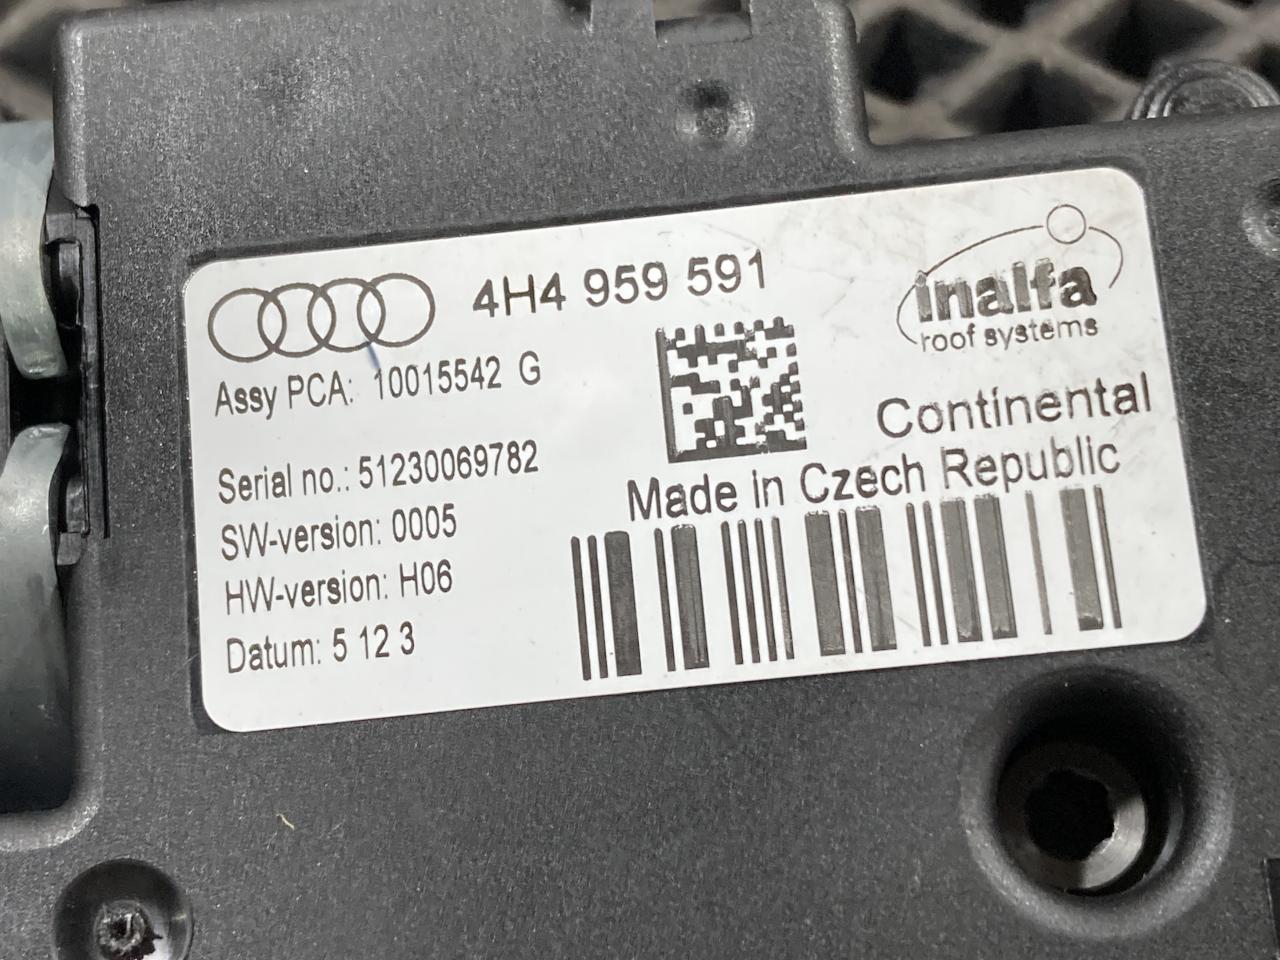 4H4 959 591
inalfa
roof systems
Assy PCA: 10015542 G
Continental
Serial no.: 51230069782
Made in Czech Republic
SW-version: 0005
HW-version: H06
Datum: 5 12 3